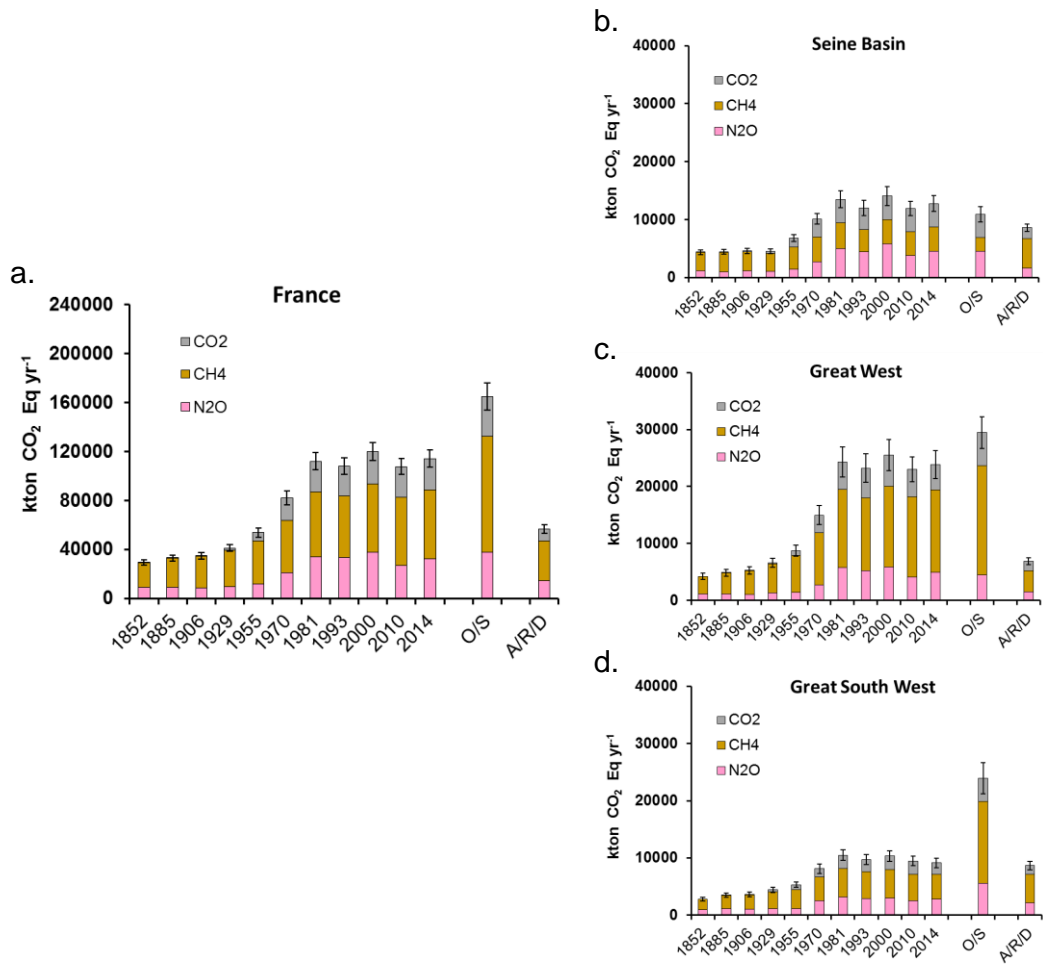 a.
France
kton CO₂ Eq yr⁻¹
240000
200000
160000
120000
80000
40000
0
CO2
CH4
N2O
1852 1885 1906 1929 1955 1970 1981 1993 2000 2010 2014 O/S A/R/D
b.
Seine Basin
kton CO₂ Eq yr⁻¹
40000
30000
20000
10000
0
CO2
CH4
N2O
1852 1885 1906 1929 1955 1970 1981 1993 2000 2010 2014 O/S A/R/D
c.
Great West
kton CO₂ Eq yr⁻¹
40000
30000
20000
10000
0
CO2
CH4
N2O
1852 1885 1906 1929 1955 1970 1981 1993 2000 2010 2014 O/S A/R/D
d.
Great South West
kton CO₂ Eq yr⁻¹
40000
30000
20000
10000
0
CO2
CH4
N2O
1852 1885 1906 1929 1955 1970 1981 1993 2000 2010 2014 O/S A/R/D